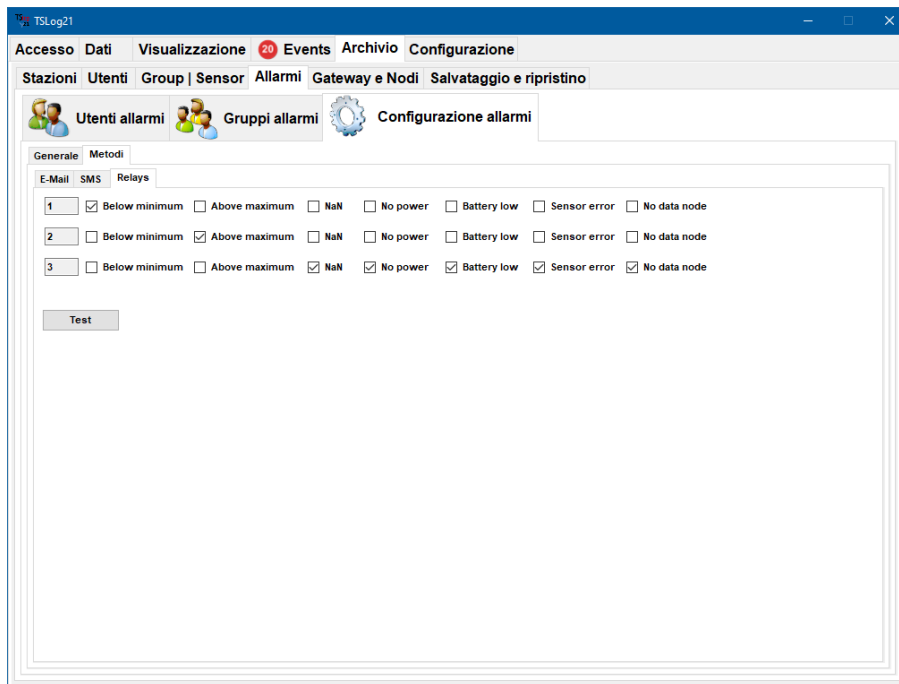 TSLog21
Accesso Dati Visualizzazione 20 Events Archivio Configurazione
Stazioni Utenti Group | Sensor Allarmi Gateway e Nodi Salvataggio e ripristino
Utenti allarmi Gruppi allarmi Configurazione allarmi
Generale Metodi
E-Mail SMS Relays
1 Below minimum Above maximum NaN No power Battery low Sensor error No data node
2 Below minimum Above maximum NaN No power Battery low Sensor error No data node
3 Below minimum Above maximum NaN No power Battery low Sensor error No data node
Test